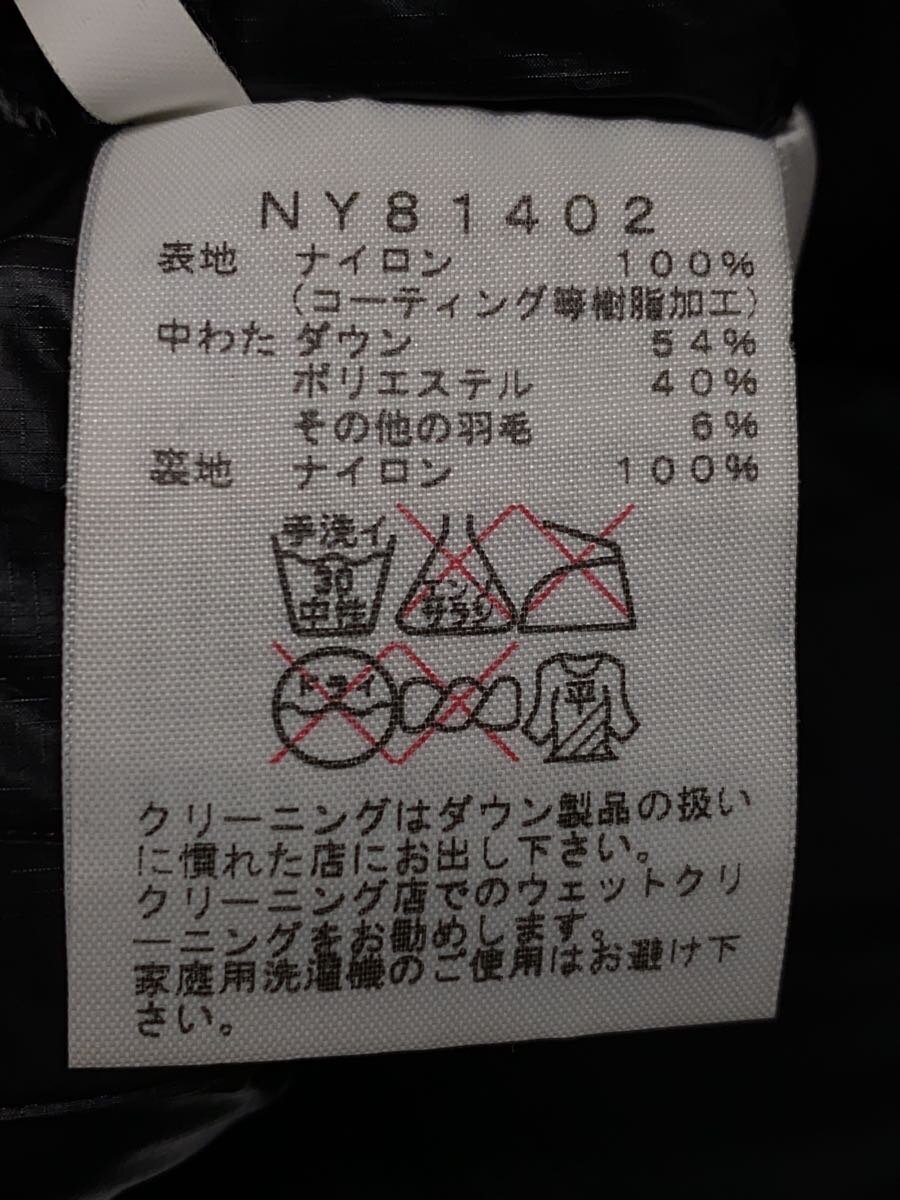 NY81402
表地 ナイロン 100%
(コーティング等樹脂加工)
中わた ダウン 54%
ポリエステル 40%
その他の羽毛 6%
裏地 ナイロン 100%
手洗イ
30
中性
エンソ
サラシ
ドライ
平
クリーニングはダウン製品の扱い
に慣れた店にお出し下さい。
クリーニング店でのウェットクリ
ーニングをお勧めします。
家庭用洗濯機のご使用はお避け下
さい。